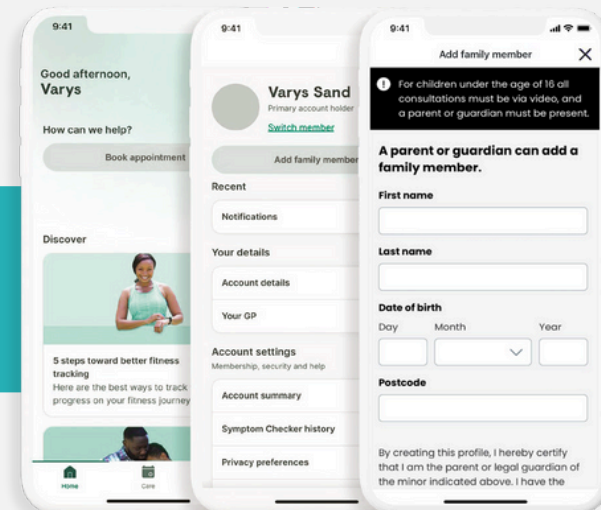 9:41
Good afternoon,
Varys
How can we help?
Book appointment
Discover
5 steps toward better fitness
tracking
Here are the best ways to track
progress on your fitness journey
Home
Care
9:41
Varys Sand
Primary account holder
Switch member
Add family member
Recent
Notifications
Your details
Account details
Your GP
Account settings
Membership, security and help
Account summary
Symptom Checker history
Privacy preferences
9:41
Add family member
For children under the age of 16 all
consultations must be via video, and
a parent or guardian must be present.
A parent or guardian can add a
family member.
First name
Last name
Date of birth
Day Month Year
Postcode
By creating this profile, I hereby certify
that I am the parent or legal guardian of
the minor indicated above. I have the